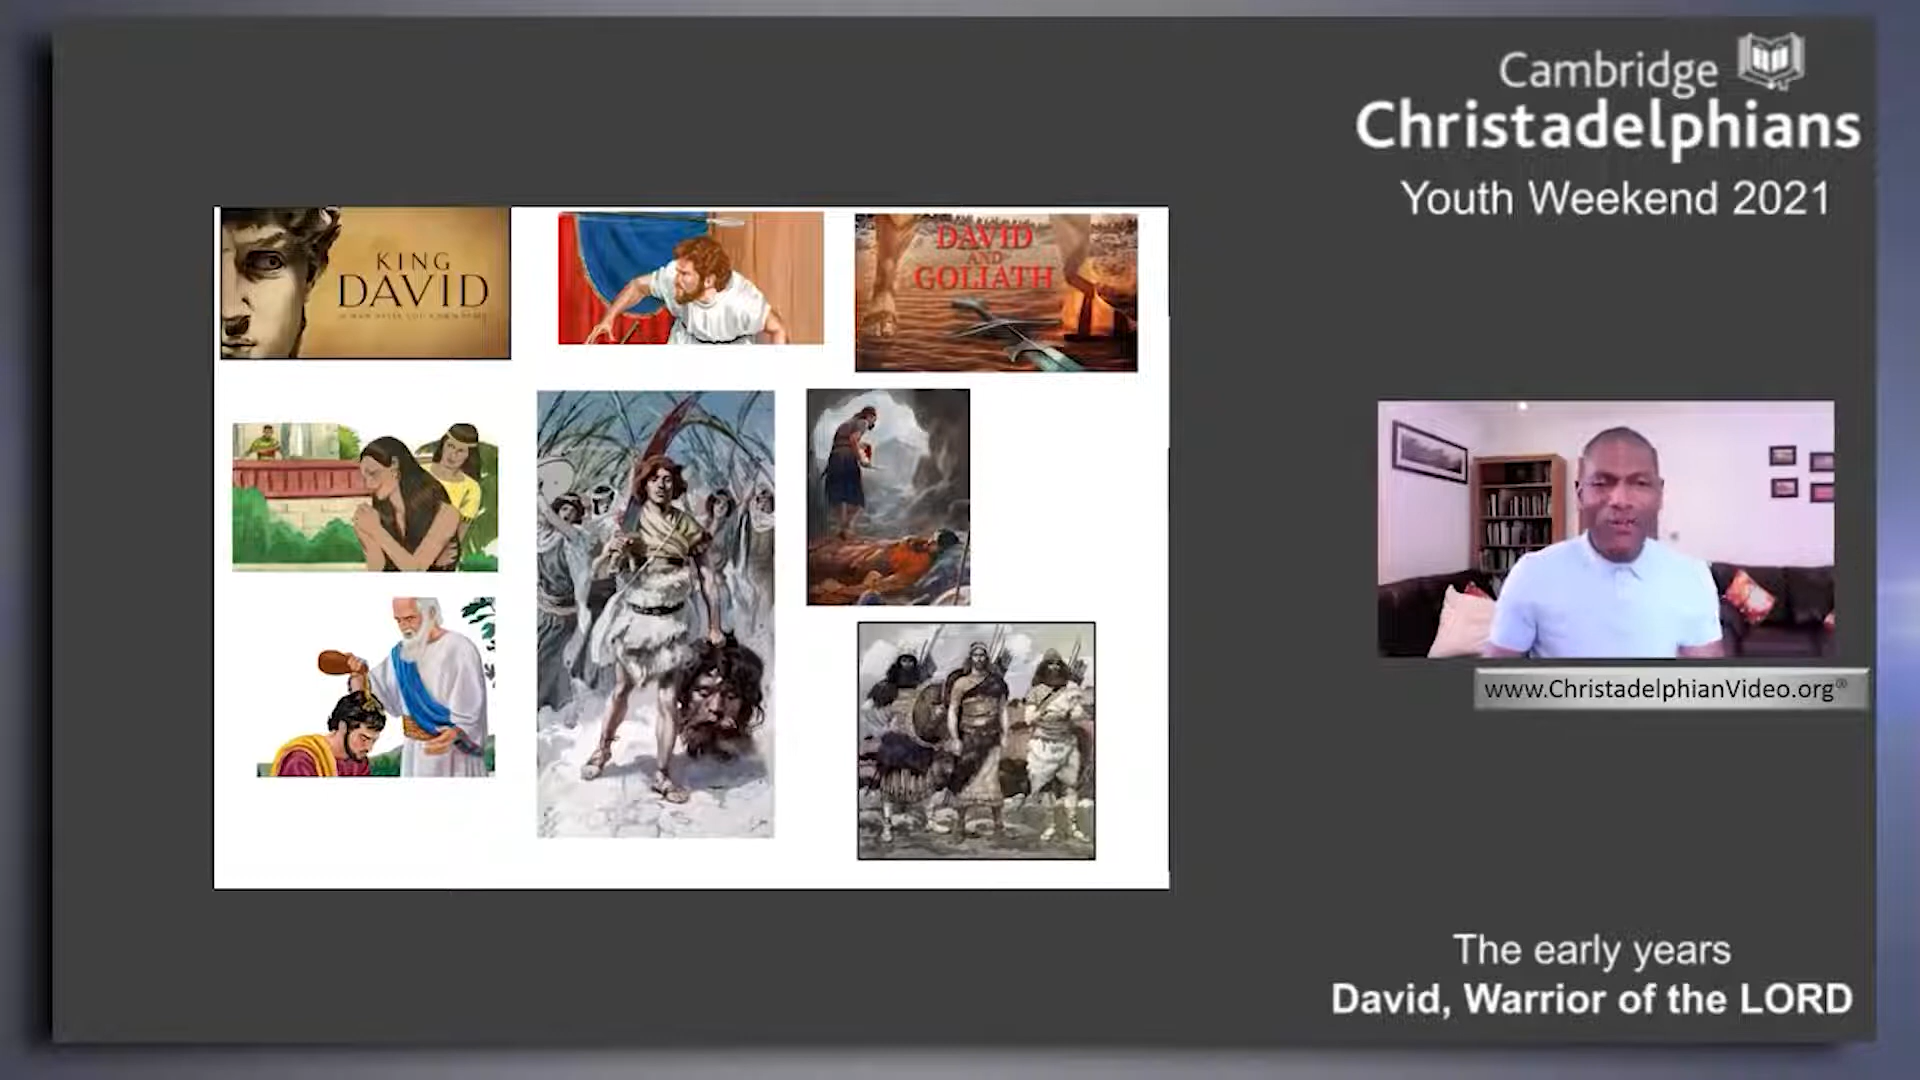 Cambridge
Christadelphians
Youth Weekend 2021
KING
DAVID
DAVID
AND
GOLIATH
www.ChristadelphianVideo.org®
The early years
David, Warrior of the LORD